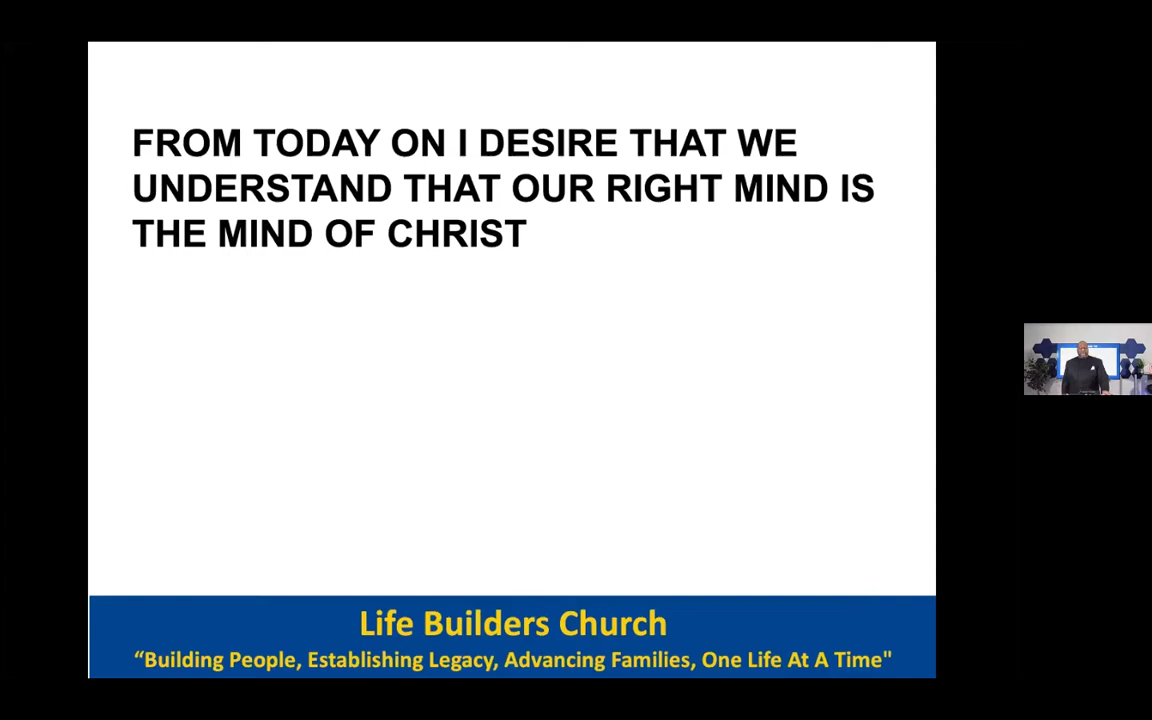 FROM TODAY ON I DESIRE THAT WE
UNDERSTAND THAT OUR RIGHT MIND IS
THE MIND OF CHRIST
Life Builders Church
“Building People, Establishing Legacy, Advancing Families, One Life At A Time"